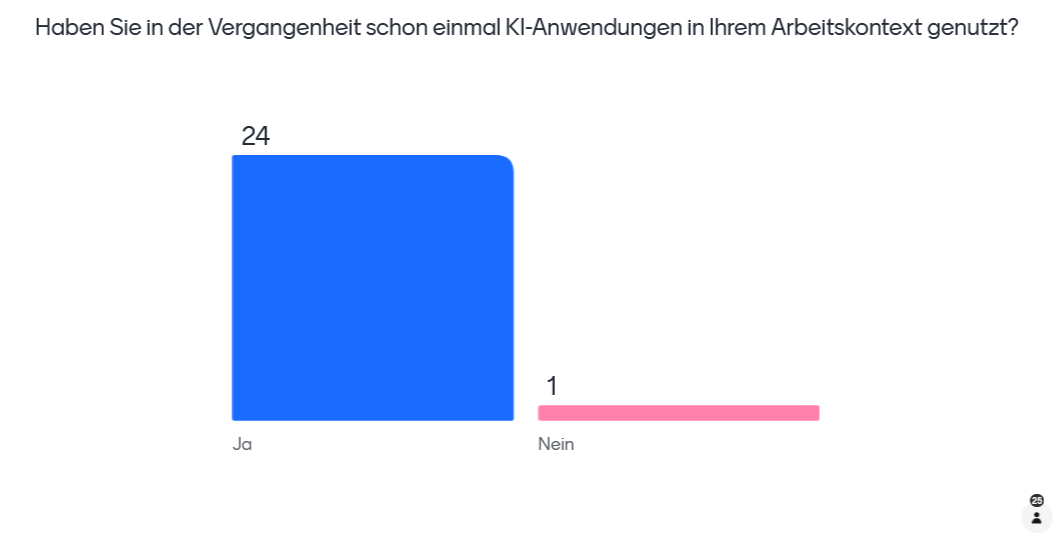 Haben Sie in der Vergangenheit schon einmal KI-Anwendungen in Ihrem Arbeitskontext genutzt?
24
1
Ja
Nein
25